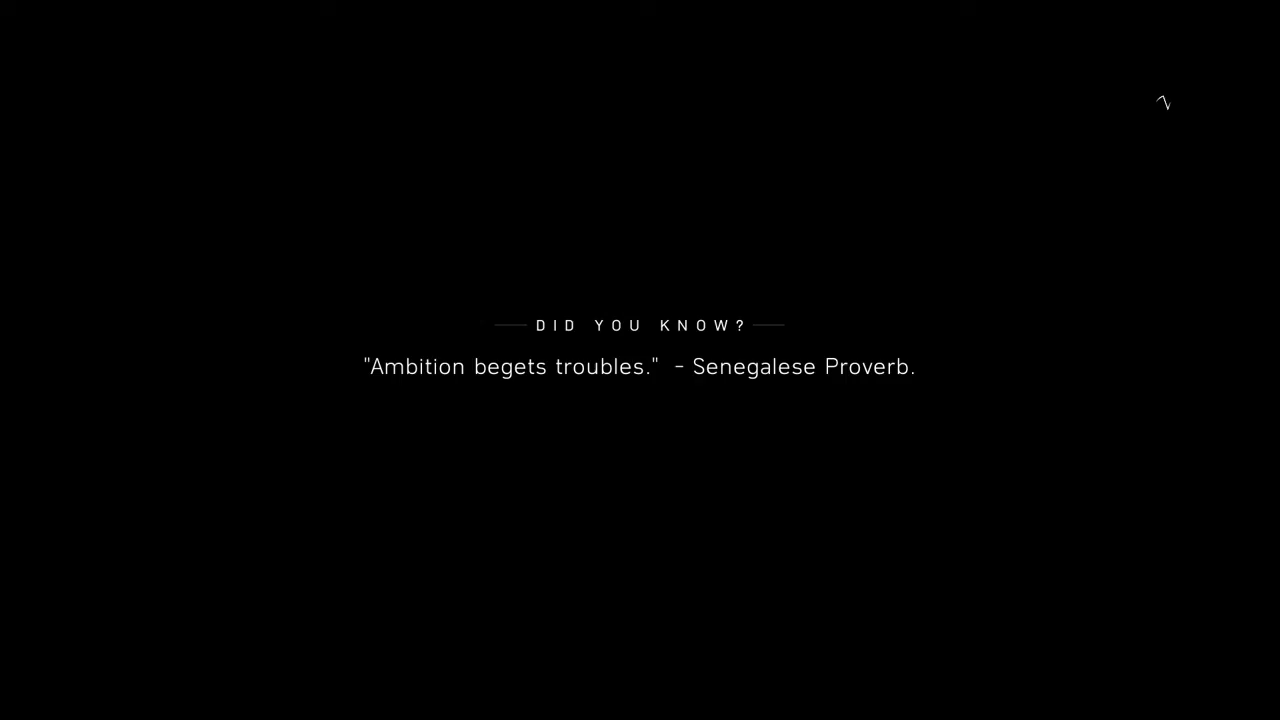 DID YOU KNOW?
"Ambition begets troubles." - Senegalese Proverb.